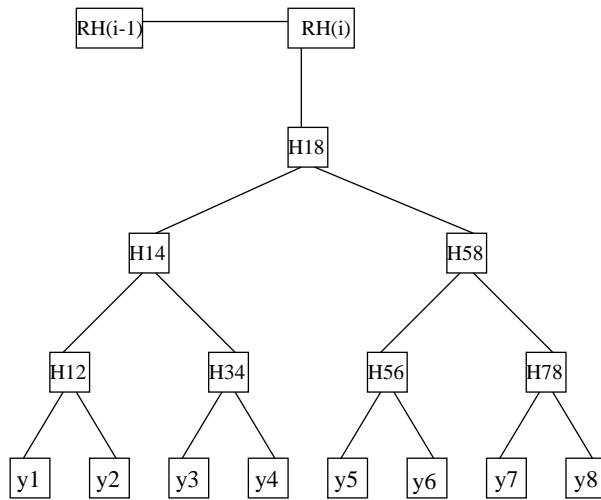 RH(i-1) RH(i)
H18
H14 H58
H12 H34 H56 H78
y1 y2 y3 y4 y5 y6 y7 y8